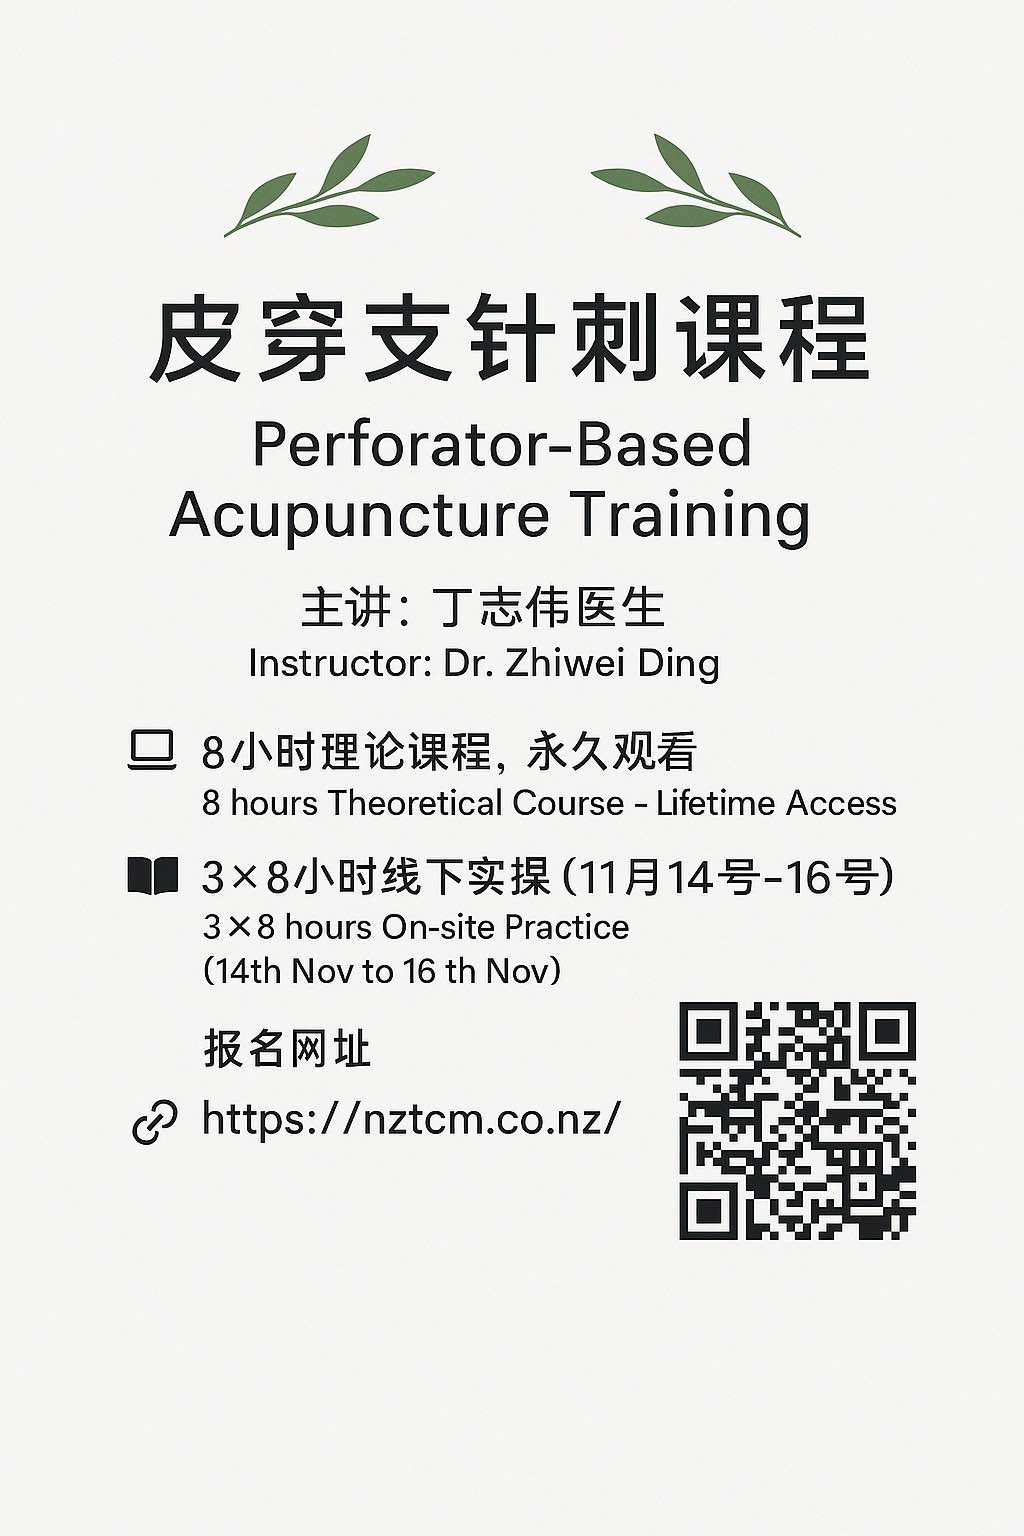 皮穿支针刺课程
Perforator-Based
Acupuncture Training
主讲：丁志伟医生
Instructor: Dr. Zhiwei Ding
8小时理论课程，永久观看
8 hours Theoretical Course - Lifetime Access
3×8小时线下实操（11月14号-16号）
3×8 hours On-site Practice
(14th Nov to 16 th Nov)
报名网址
https://nztcm.co.nz/